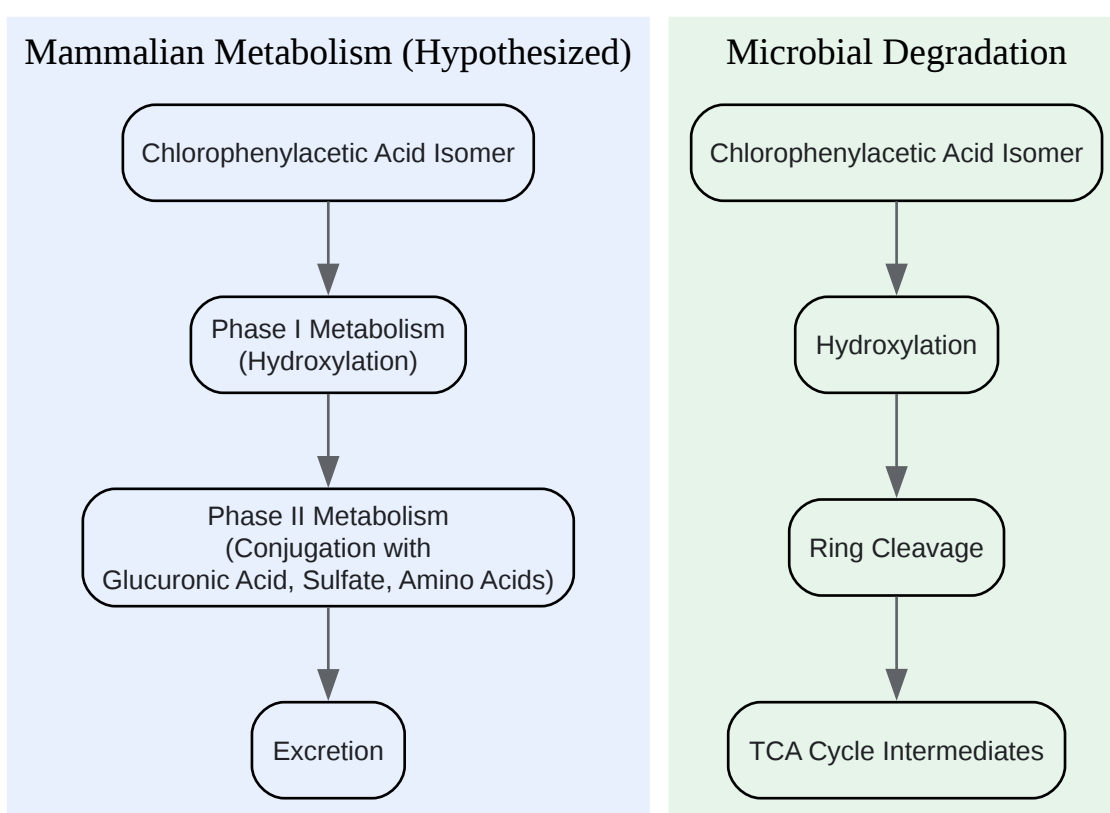 Mammalian Metabolism (Hypothesized)
Chlorophenylacetic Acid Isomer
Phase I Metabolism
(Hydroxylation)
Phase II Metabolism
(Conjugation with
Glucuronic Acid, Sulfate, Amino Acids)
Excretion
Microbial Degradation
Chlorophenylacetic Acid Isomer
Hydroxylation
Ring Cleavage
TCA Cycle Intermediates